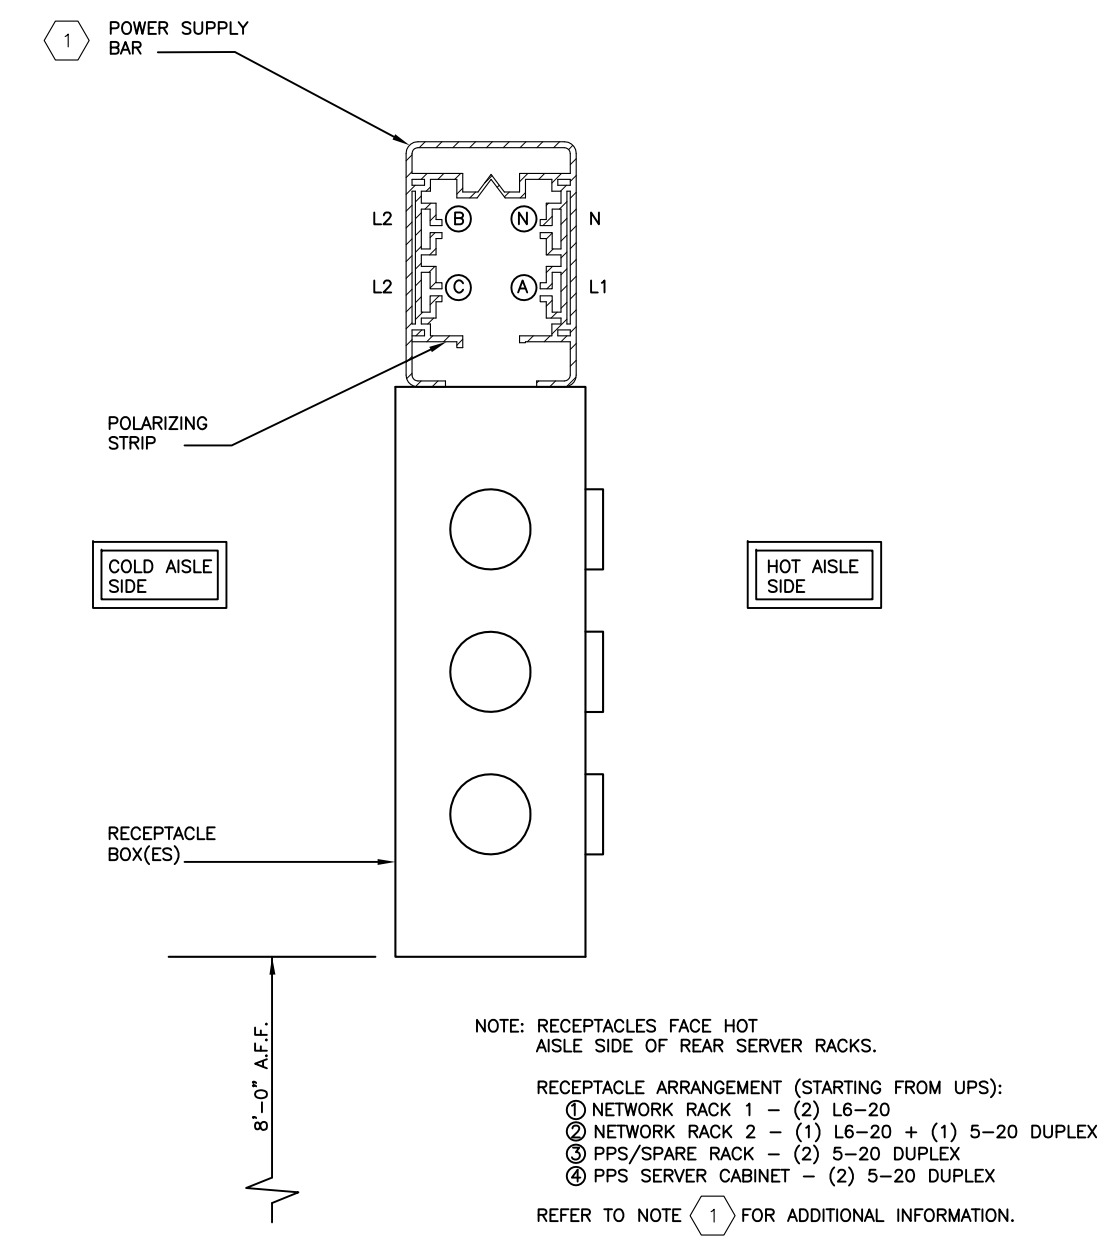 1
POWER SUPPLY
BAR
L2
B
N
N
L2
C
A
L1
POLARIZING
STRIP
COLD AISLE
SIDE
HOT AISLE
SIDE
RECEPTACLE
BOX(ES)
8'-0" A.F.F.
NOTE: RECEPTACLES FACE HOT
AISLE SIDE OF REAR SERVER RACKS.
RECEPTACLE ARRANGEMENT (STARTING FROM UPS):
1 NETWORK RACK 1 - (2) L6-20
2 NETWORK RACK 2 - (1) L6-20 + (1) 5-20 DUPLEX
3 PPS/SPARE RACK - (2) 5-20 DUPLEX
4 PPS SERVER CABINET - (2) 5-20 DUPLEX
REFER TO NOTE 1 FOR ADDITIONAL INFORMATION.